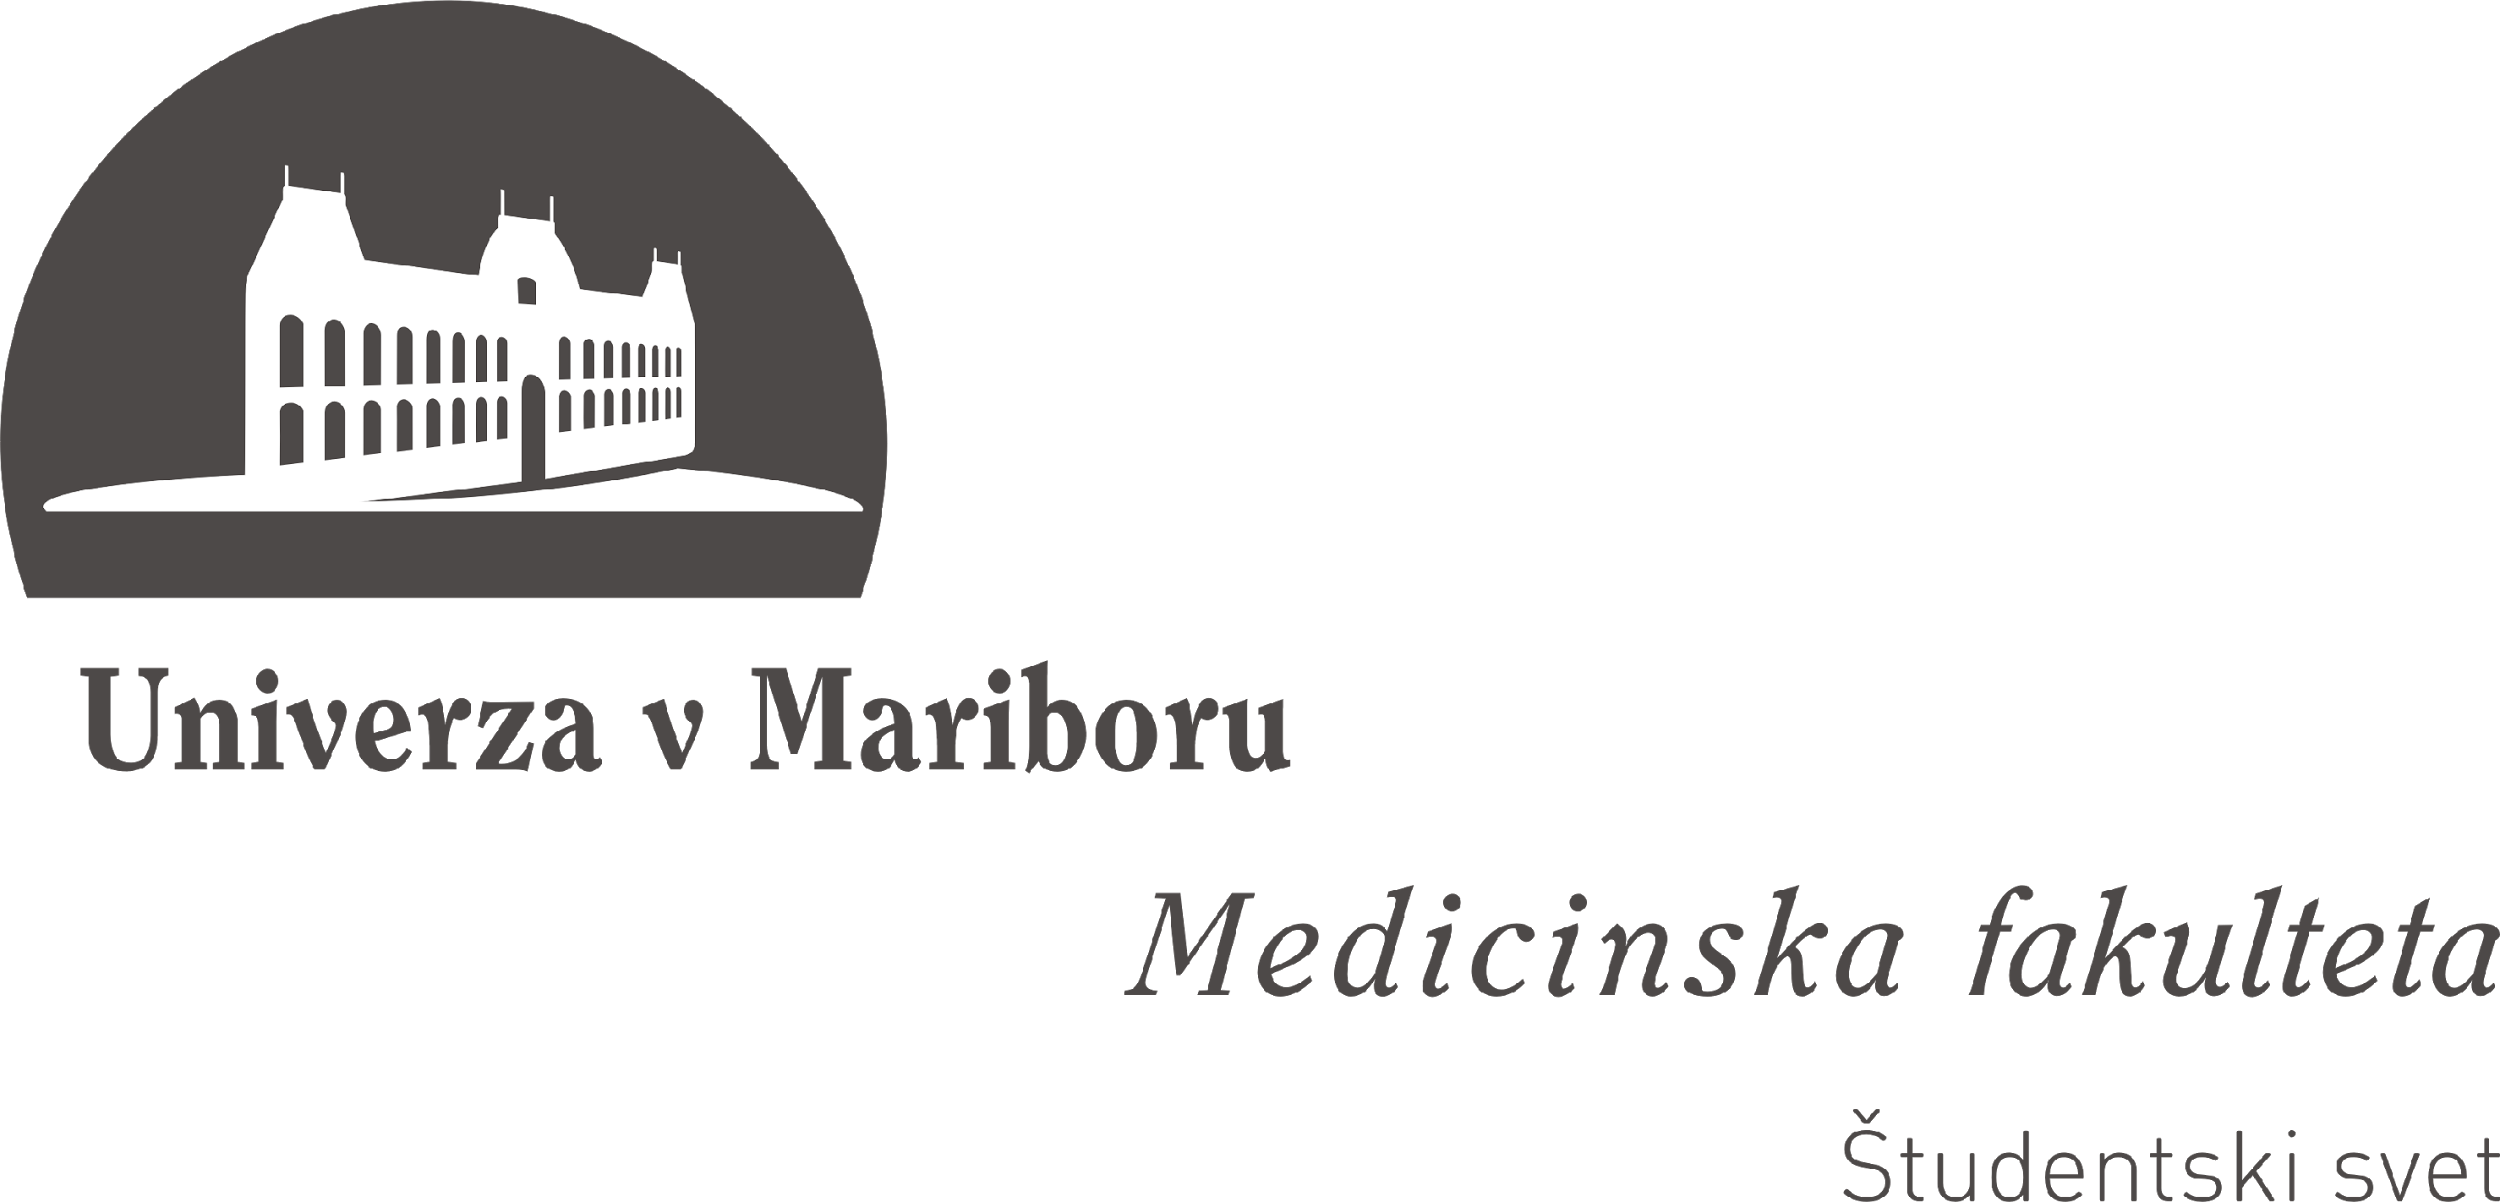 Univerza v Mariboru
Medicinska fakulteta
Študentski svet